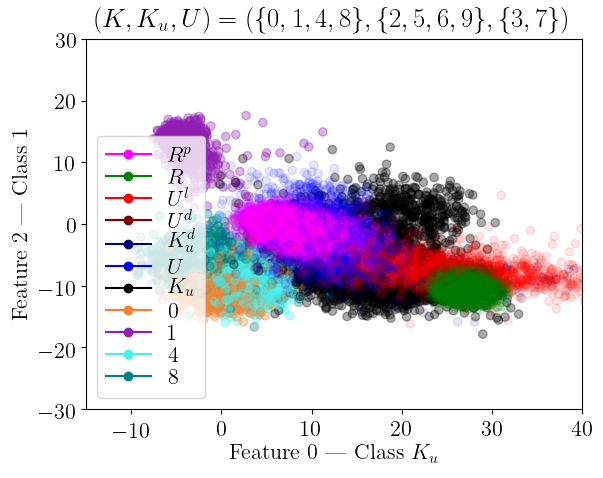 (K, K_u, U) = ({0, 1, 4, 8}, {2, 5, 6, 9}, {3, 7})
30
20
10
0
−10
−20
−30
Feature 2 — Class 1
R^p
R
U^l
U^d
K_u^d
U
K_u
0
1
4
8
−10 0 10 20 30 40
Feature 0 — Class K_u